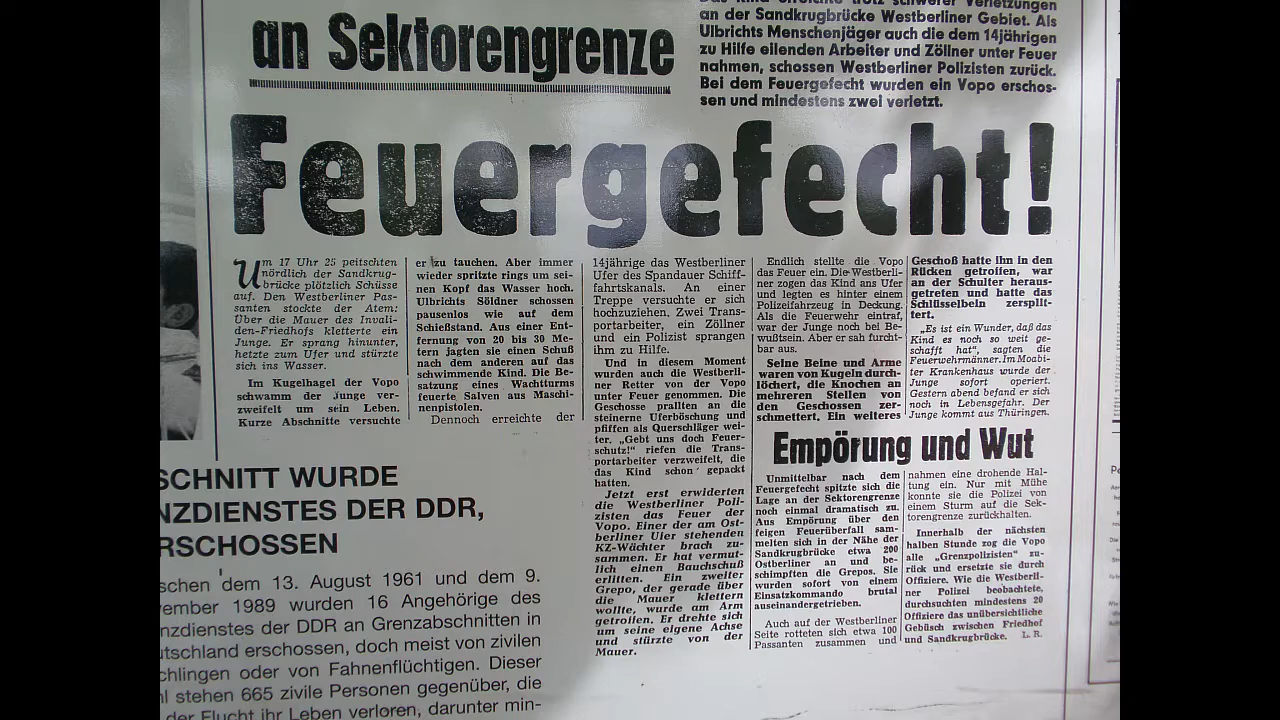 an Sektorengrenze
an der Sandkrugbrücke Westberliner Gebiet. Als
Ulbrichts Menschenjäger auch die dem 14jährigen
zu Hilfe eilenden Arbeiter und Zöllner unter Feuer
nahmen, schossen Westberliner Polizisten zurück.
Bei dem Feuergefecht wurden ein Vopo erschos-
sen und mindestens zwei verletzt.
Feuergefecht!
Um 17 Uhr 25 peitschten
nördlich der Sandkrug-
brücke plötzlich Schüsse
auf. Den Westberliner Pas-
santen stockte der Atem:
Über die Mauer des Invali-
den-Friedhofs kletterte ein
Junge. Er sprang hinunter,
hetzte zum Ufer und stürzte
sich ins Wasser.
Im Kugelhagel der Vopo
schwamm der Junge ver-
zweifelt um sein Leben.
Kurze Abschnitte versuchte
er zu tauchen. Aber immer
wieder spritzte rings um sei-
nen Kopf das Wasser hoch.
Ulbrichts Söldner schossen
pausenlos wie auf dem
Schießstand. Aus einer Ent-
fernung von 20 bis 30 Me-
tern jagten sie einen Schuß
nach dem anderen auf das
schwimmende Kind. Die Be-
satzung eines Wachtturms
feuerte Salven aus Maschi-
nenpistolen.
Dennoch erreichte der
14jährige das Westberliner
Ufer des Spandauer Schiff-
fahrtskanals. An einer
Treppe versuchte er sich
hochzuziehen. Zwei Trans-
portarbeiter, ein Zöllner
und ein Polizist sprangen
ihm zu Hilfe.
Und in diesem Moment
wurden auch die Westberli-
ner Retter von der Vopo
unter Feuer genommen. Die
Geschosse prallten an die
steinerne Uferböschung und
pfiffen als Querschläger wei-
ter. „Gebt uns doch Feuer-
schutz!" riefen die Trans-
portarbeiter verzweifelt, die
das Kind schon gepackt
hatten.
Jetzt erst erwiderten
die Westberliner Poli-
zisten das Feuer der
Vopo. Einer der am Ost-
berliner Ufer stehenden
KZ-Wächter brach zu-
sammen. Er hat vermut-
lich einen Bauchschuß
erlitten. Ein zweiter
Grepo, der gerade über
die Mauer klettern
wollte, wurde am Arm
getroffen. Er drehte sich
um seine eigene Achse
und stürzte von der
Mauer.
Endlich stellte die Vopo
das Feuer ein. Die Westberli-
ner zogen das Kind ans Ufer
und legten es hinter einem
Polizeifahrzeug in Deckung.
Als die Feuerwehr eintraf,
war der Junge noch bei Be-
wußtsein. Aber er sah furcht-
bar aus.
Seine Beine und Arme
waren von Kugeln durch-
löchert, die Knochen an
mehreren Stellen von
den Geschossen zer-
schmettert. Ein weiteres
Geschoß hatte ihn in den
Rücken getroffen, war
an der Schulter heraus-
getreten und hatte das
Schlüsselbein zersplit-
tert.
„Es ist ein Wunder, daß das
Kind es noch so weit ge-
schafft hat", sagten die
Feuerwehrmänner. Im Moabi-
ter Krankenhaus wurde der
Junge sofort operiert.
Gestern abend befand er sich
noch in Lebensgefahr. Der
Junge kommt aus Thüringen.
Empörung und Wut
Unmittelbar nach dem
Feuergefecht spitzte sich die
Lage an der Sektorengrenze
noch einmal dramatisch zu.
Aus Empörung über den
feigen Feuerüberfall sam-
melten sich in der Nähe der
Sandkrugbrücke etwa 200
Ostberliner an und be-
schimpften die Grepos. Sie
wurden sofort von einem
Einsatzkommando brutal
auseinandergetrieben.
Auch auf der Westberliner
Seite rotteten sich etwa 100
Passanten zusammen und
nahmen eine drohende Hal-
tung ein. Nur mit Mühe
konnte sie die Polizei von
einem Sturm auf die Sek-
torengrenze zurückhalten.
Innerhalb der nächsten
halben Stunde zog die Vopo
alle „Grenzpolizisten" zu-
rück und ersetzte sie durch
Offiziere. Wie die Westberli-
ner Polizei beobachtete,
durchsuchten mindestens 20
Offiziere das unübersichtliche
Gebüsch zwischen Friedhof
und Sandkrugbrücke. L. R.
SCHNITT WURDE
NZDIENSTES DER DDR,
RSCHOSSEN
schen dem 13. August 1961 und dem 9.
ember 1989 wurden 16 Angehörige des
nzdienstes der DDR an Grenzabschnitten in
utschland erschossen, doch meist von zivilen
chlingen oder von Fahnenflüchtigen. Dieser
l stehen 665 zivile Personen gegenüber, die
der Flucht ihr Leben verloren, darunter min-